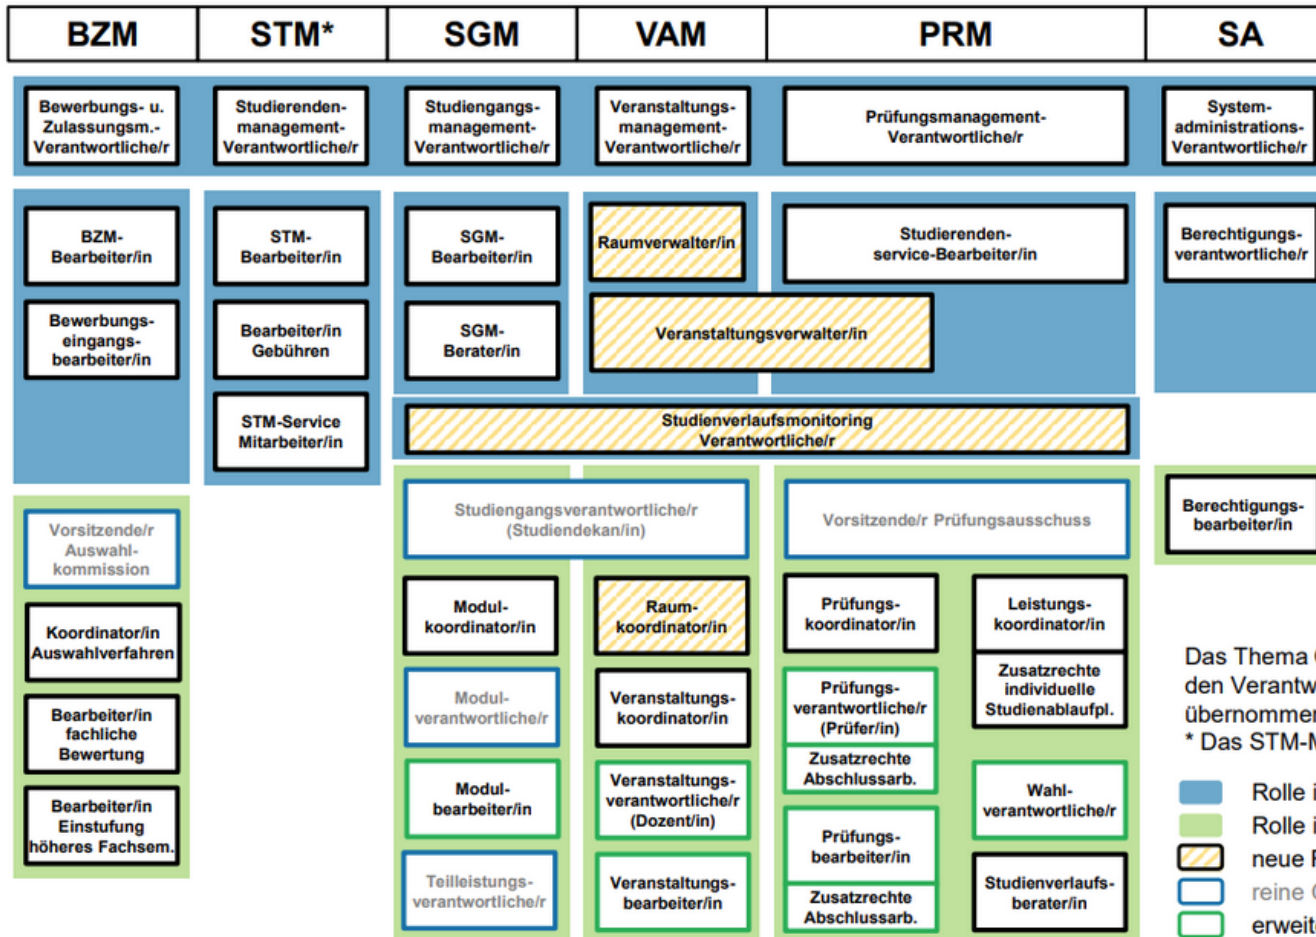 BZM
STM*
SGM
VAM
PRM
SA
Bewerbungs- u.
Zulassungsm.-
Verantwortliche/r
Studierenden-
management-
Verantwortliche/r
Studiengangs-
management-
Verantwortliche/r
Veranstaltungs-
management-
Verantwortliche/r
Prüfungsmanagement-
Verantwortliche/r
System-
administrations-
Verantwortliche/r
BZM-
Bearbeiter/in
STM-
Bearbeiter/in
SGM-
Bearbeiter/in
Raumverwalter/in
Studierenden-
service-Bearbeiter/in
Berechtigungs-
verantwortliche/r
Bewerbungs-
eingangs-
bearbeiter/in
Bearbeiter/in
Gebühren
SGM-
Berater/in
Veranstaltungsverwalter/in
STM-Service
Mitarbeiter/in
Studienverlaufsmonitoring
Verantwortliche/r
Vorsitzende/r
Auswahl-
kommission
Studiengangsverantwortliche/r
(Studiendekan/in)
Vorsitzende/r Prüfungsausschuss
Berechtigungs-
bearbeiter/in
Koordinator/in
Auswahlverfahren
Modul-
koordinator/in
Raum-
koordinator/in
Prüfungs-
koordinator/in
Leistungs-
koordinator/in
Zusatzrechte
individuelle
Studienablaufpl.
Bearbeiter/in
fachliche
Bewertung
Modul-
verantwortliche/r
Veranstaltungs-
koordinator/in
Prüfungs-
verantwortliche/r
(Prüfer/in)
Zusatzrechte
Abschlussarb.
Bearbeiter/in
Einstufung
höheres Fachsem.
Modul-
bearbeiter/in
Veranstaltungs-
verantwortliche/r
(Dozent/in)
Wahl-
verantwortliche/r
Teilleistungs-
verantwortliche/r
Veranstaltungs-
bearbeiter/in
Prüfungs-
bearbeiter/in
Zusatzrechte
Abschlussarb.
Studienverlaufs-
berater/in
Das Thema
den Verantw
übernommen
* Das STM-M
Rolle i
Rolle i
neue
reine
erweit